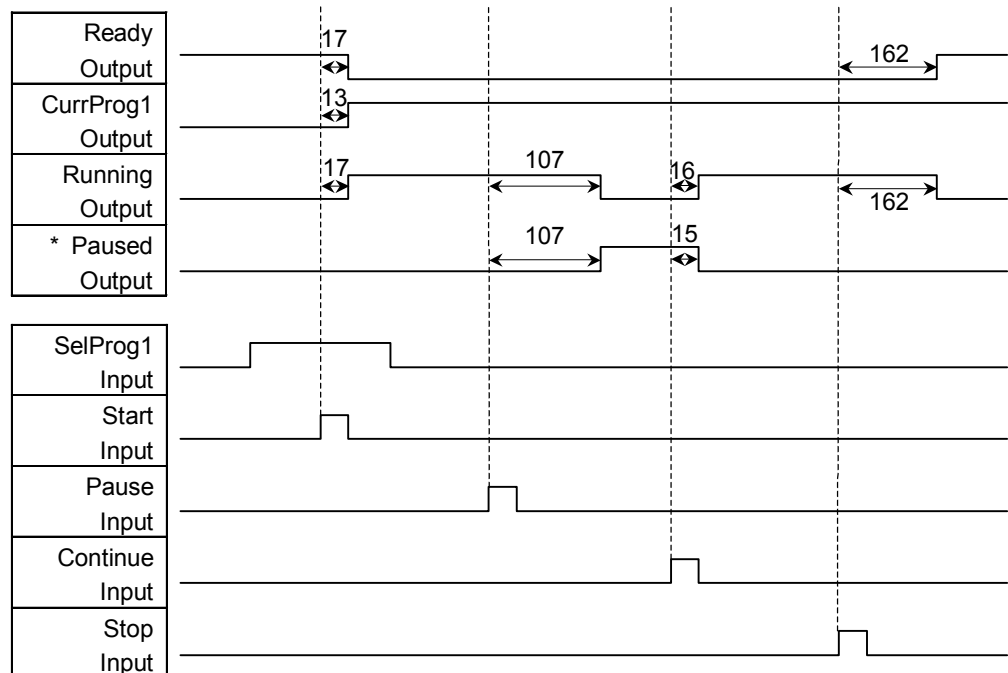 Ready
Output
17
162
CurrProg1
Output
13
Running
Output
17
107
16
162
* Paused
Output
107
15
SelProg1
Input
Start
Input
Pause
Input
Continue
Input
Stop
Input